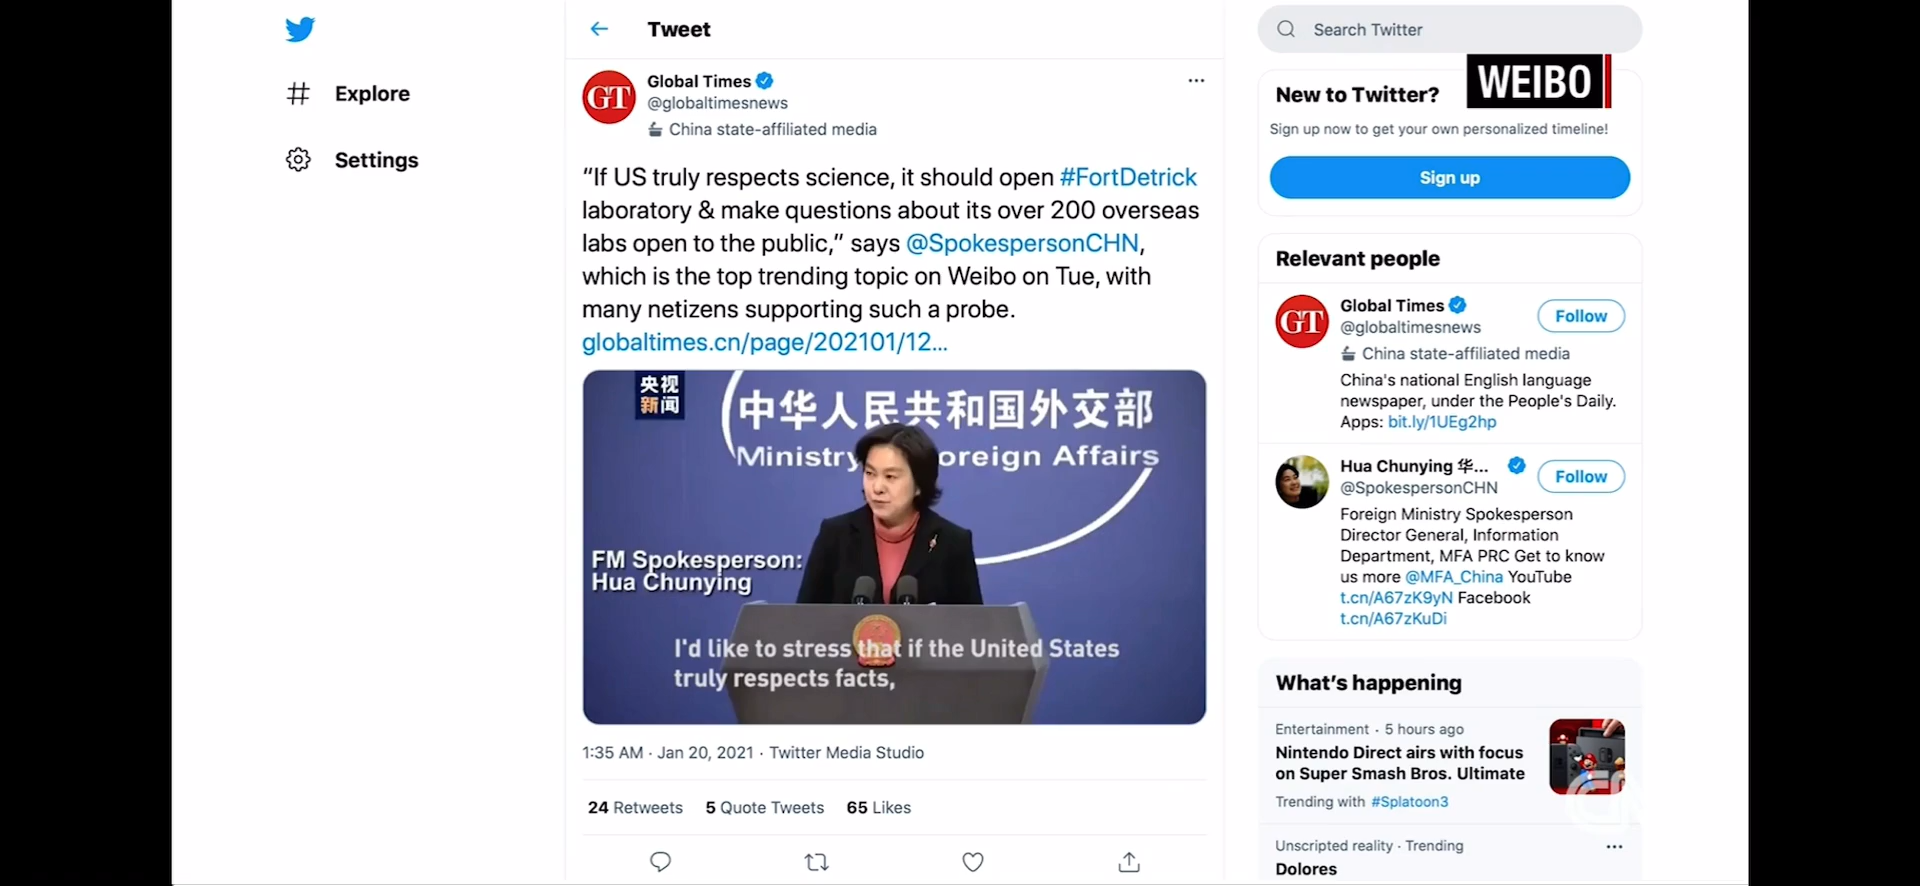 Tweet
Search Twitter
Explore
Settings
GT
Global Times
@globaltimesnews
China state-affiliated media
“If US truly respects science, it should open #FortDetrick
laboratory & make questions about its over 200 overseas
labs open to the public,” says @SpokespersonCHN,
which is the top trending topic on Weibo on Tue, with
many netizens supporting such a probe.
globaltimes.cn/page/202101/12...
央视
新闻
中华人民共和国外交部
Ministry oreign Affairs
FM Spokesperson:
Hua Chunying
I'd like to stress that if the United States
truly respects facts,
1:35 AM · Jan 20, 2021 · Twitter Media Studio
24 Retweets 5 Quote Tweets 65 Likes
WEIBO
New to Twitter?
Sign up now to get your own personalized timeline!
Sign up
Relevant people
GT
Global Times
@globaltimesnews
Follow
China state-affiliated media
China's national English language
newspaper, under the People's Daily.
Apps: bit.ly/1UEg2hp
Hua Chunying 华...
@SpokespersonCHN
Follow
Foreign Ministry Spokesperson
Director General, Information
Department, MFA PRC Get to know
us more @MFA_China YouTube
t.cn/A67zK9yN Facebook
t.cn/A67zKuDi
What's happening
Entertainment · 5 hours ago
Nintendo Direct airs with focus
on Super Smash Bros. Ultimate
Trending with #Splatoon3
Unscripted reality · Trending
Dolores